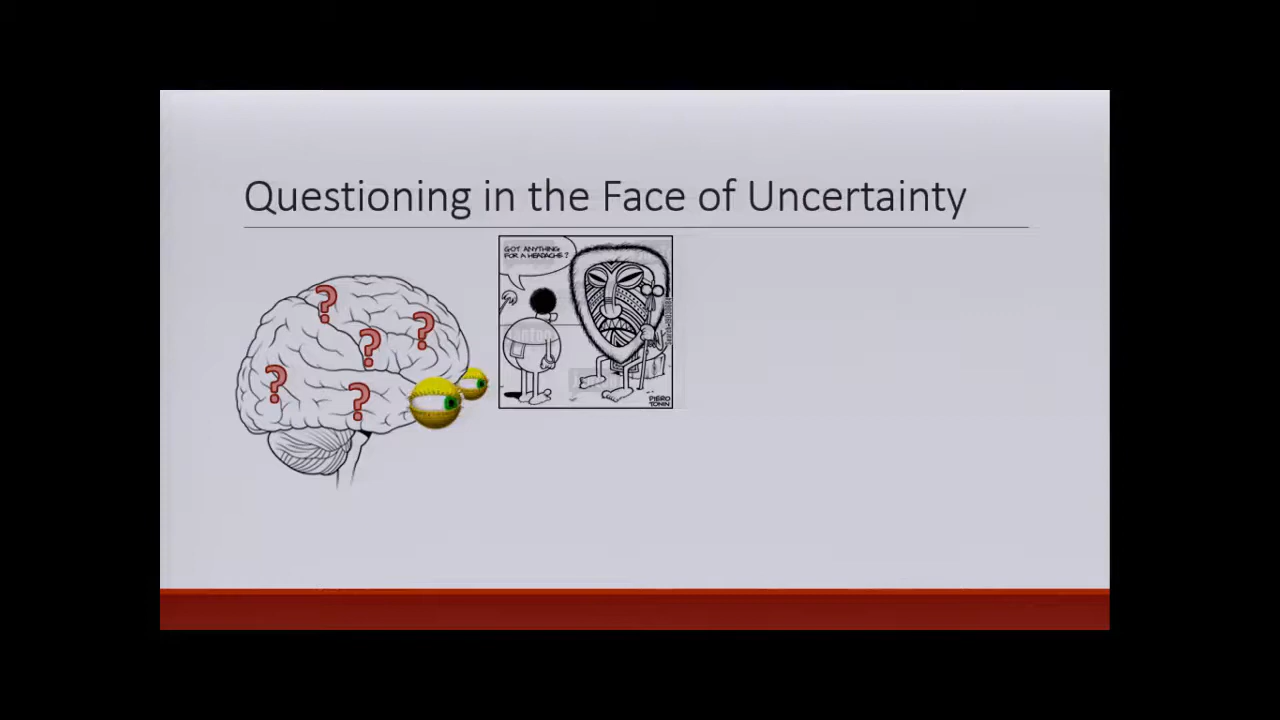 Questioning in the Face of Uncertainty
GOT ANYTHING
FOR A HEADACHE?
?
?
?
?
?
PIERO
TONIN